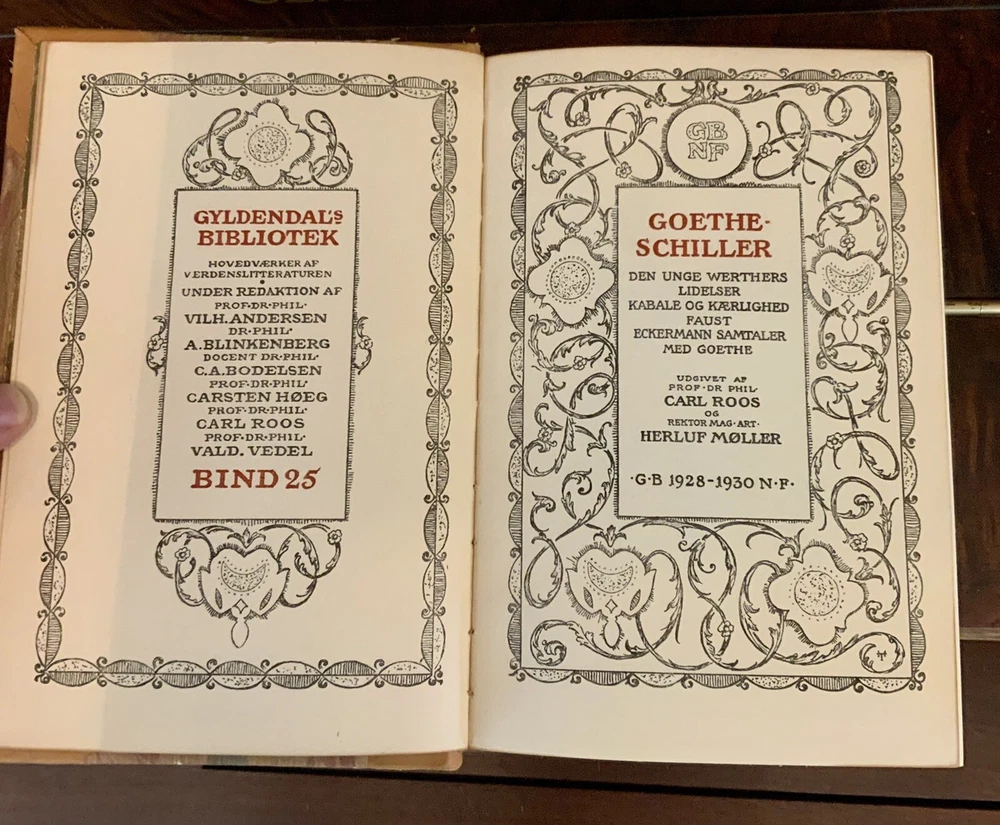 GYLDENDALS
BIBLIOTEK
HOVEDVÆRKER AF
VERDENSLITTERATUREN
UNDER REDAKTION AF
PROF·DR·PHIL·
VILH. ANDERSEN
DR·PHIL·
A. BLINKENBERG
DOCENT DR·PHIL·
C.A. BODELSEN
PROF·DR·PHIL·
CARSTEN HØEG
PROF·DR·PHIL·
CARL ROOS
PROF·DR·PHIL·
VALD. VEDEL
BIND 25
GB
NF
GOETHE-
SCHILLER
DEN UNGE WERTHERS
LIDELSER
KABALE OG KÆRLIGHED
FAUST
ECKERMANN SAMTALER
MED GOETHE
UDGIVET AF
PROF·DR PHIL·
CARL ROOS
OG
REKTOR MAG·ART·
HERLUF MØLLER
·G·B 1928-1930 N·F·